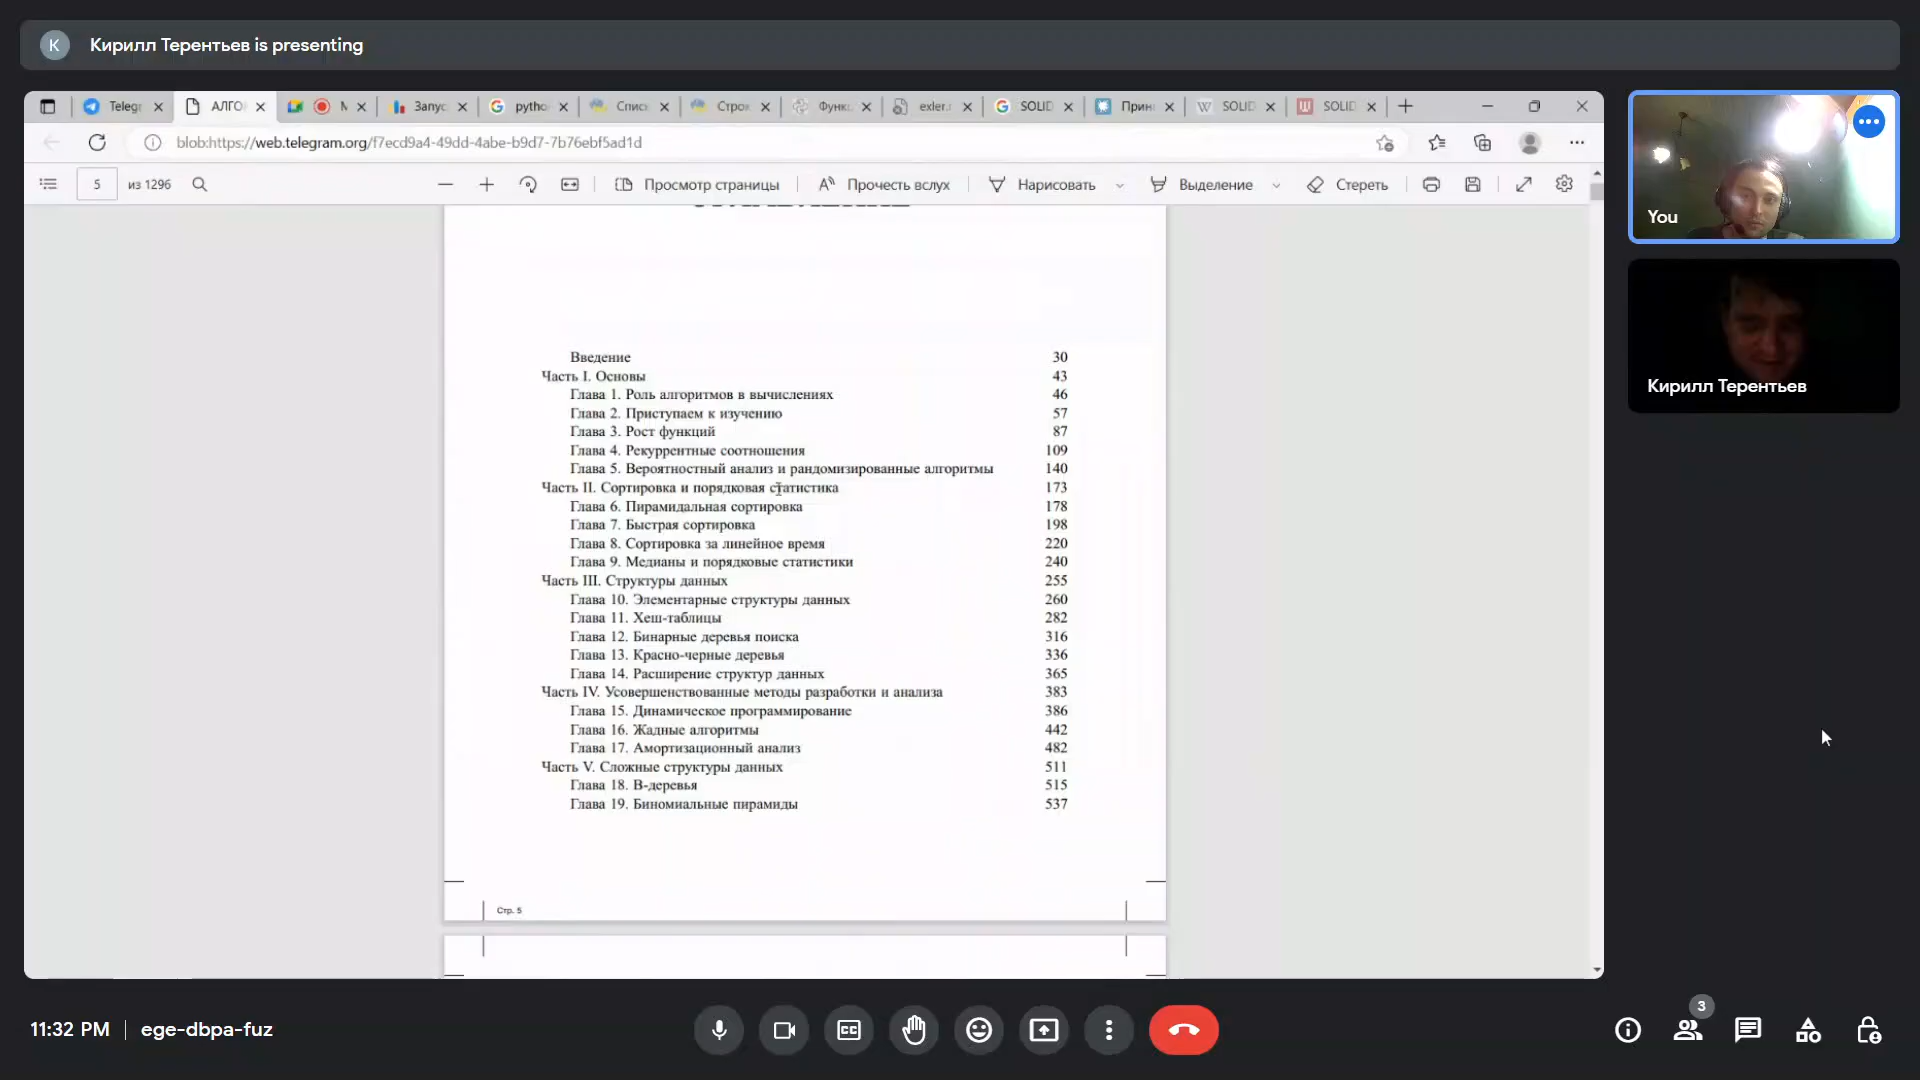 K Кирилл Терентьев is presenting
Telegr АЛГО М Запус pytho Списк Строк Функц exler.r SOLID Принц SOLID SOLID
blob:https://web.telegram.org/f7ecd9a4-49dd-4abe-b9d7-7b76ebf5ad1d
5 из 1296 Просмотр страницы Прочесть вслух Нарисовать Выделение Стереть
Введение 30
Часть I. Основы 43
Глава 1. Роль алгоритмов в вычислениях 46
Глава 2. Приступаем к изучению 57
Глава 3. Рост функций 87
Глава 4. Рекуррентные соотношения 109
Глава 5. Вероятностный анализ и рандомизированные алгоритмы 140
Часть II. Сортировка и порядковая статистика 173
Глава 6. Пирамидальная сортировка 178
Глава 7. Быстрая сортировка 198
Глава 8. Сортировка за линейное время 220
Глава 9. Медианы и порядковые статистики 240
Часть III. Структуры данных 255
Глава 10. Элементарные структуры данных 260
Глава 11. Хеш-таблицы 282
Глава 12. Бинарные деревья поиска 316
Глава 13. Красно-черные деревья 336
Глава 14. Расширение структур данных 365
Часть IV. Усовершенствованные методы разработки и анализа 383
Глава 15. Динамическое программирование 386
Глава 16. Жадные алгоритмы 442
Глава 17. Амортизационный анализ 482
Часть V. Сложные структуры данных 511
Глава 18. B-деревья 515
Глава 19. Биномиальные пирамиды 537
Стр. 5
You
Кирилл Терентьев
11:32 PM | ege-dbpa-fuz
CC
3